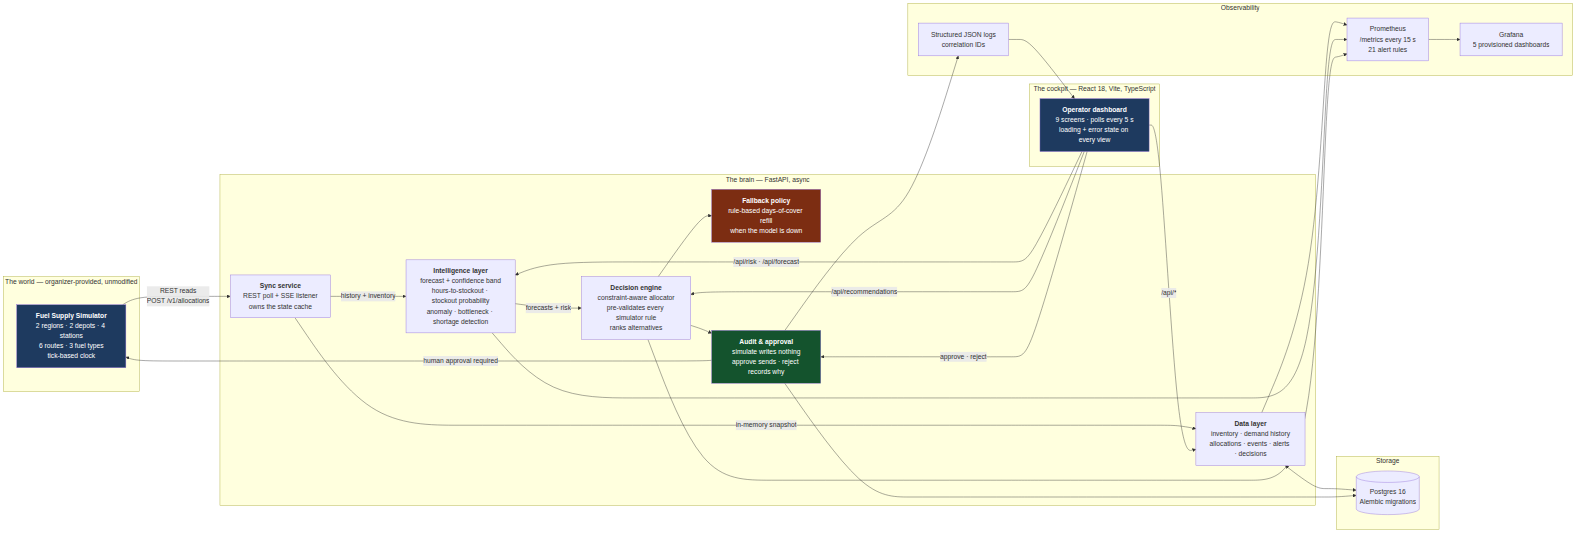 Observability
Structured JSON logs
correlation IDs
Prometheus
/metrics every 15 s
21 alert rules
Grafana
5 provisioned dashboards
The cockpit — React 18, Vite, TypeScript
Operator dashboard
9 screens · polls every 5 s
loading + error state on
every view
The brain — FastAPI, async
Fallback policy
rule-based days-of-cover
refill
when the model is down
/api/risk · /api/forecast
The world — organizer-provided, unmodified
Fuel Supply Simulator
2 regions · 2 depots · 4
stations
6 routes · 3 fuel types
tick-based clock
REST reads
POST /v1/allocations
Sync service
REST poll + SSE listener
owns the state cache
history + inventory
Intelligence layer
forecast + confidence band
hours-to-stockout ·
stockout probability
anomaly · bottleneck ·
shortage detection
forecasts + risk
Decision engine
constraint-aware allocator
pre-validates every
simulator rule
ranks alternatives
/api/recommendations
/api/*
Audit & approval
simulate writes nothing
approve sends · reject
records why
approve · reject
human approval required
in-memory snapshot
Data layer
inventory · demand history
allocations · events · alerts
· decisions
Storage
Postgres 16
Alembic migrations